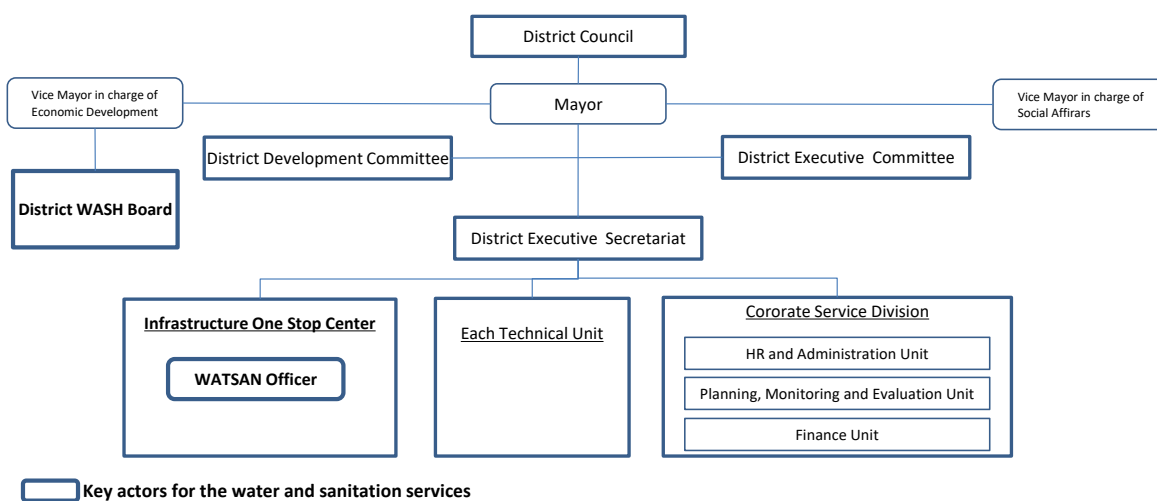 District Council
Vice Mayor in charge of
Economic Development
Mayor
Vice Mayor in charge of
Social Affirars
District Development Committee
District Executive Committee
District WASH Board
District Executive Secretariat
Infrastructure One Stop Center
WATSAN Officer
Each Technical Unit
Cororate Service Division
HR and Administration Unit
Planning, Monitoring and Evaluation Unit
Finance Unit
Key actors for the water and sanitation services